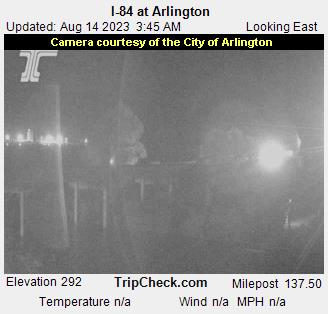 I-84 at Arlington
Updated: Aug 14 2023 3:45 AM Looking East
Camera courtesy of the City of Arlington
Elevation 292 TripCheck.com Milepost 137.50
Temperature n/a Wind n/a MPH n/a